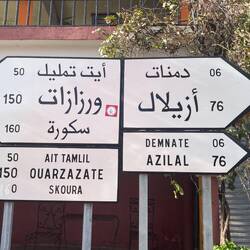 50 أيت تمليل
150 ورزازات
160 سكورة
50 AIT TAMLIL
150 OUARZAZATE
0 SKOURA
دمنات 06
أزيلال 76
DEMNATE 06
AZILAL 76